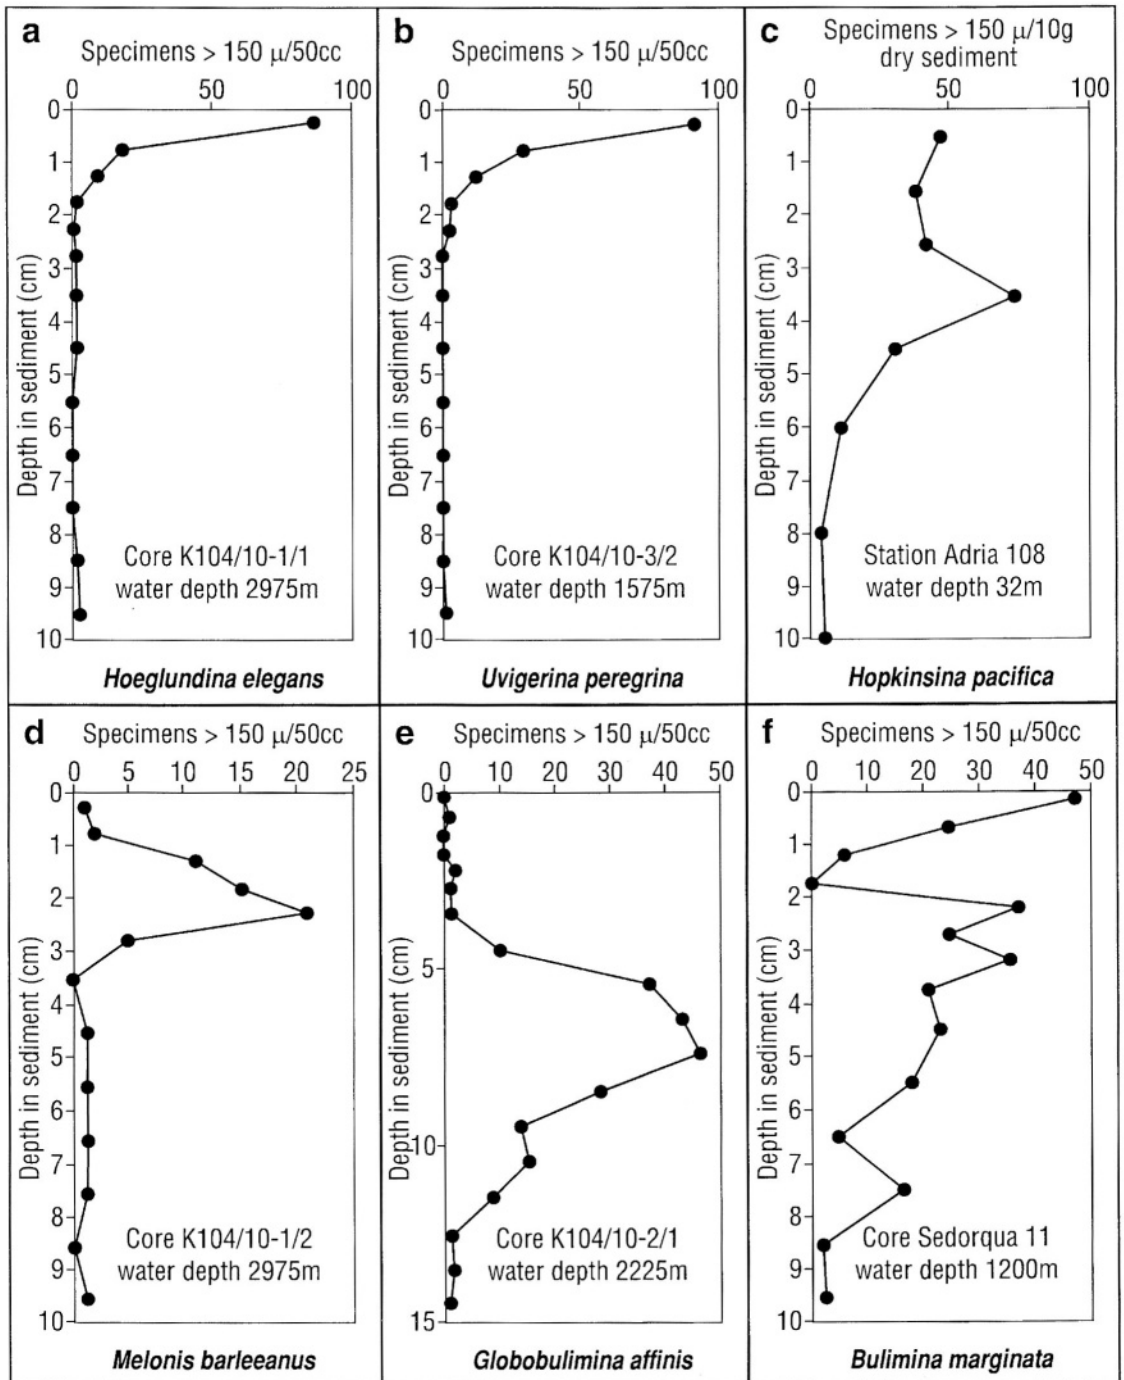 a
Specimens > 150 μ/50cc
0 50 100
0
1
2
3
4
5
6
7
8
9
10
Depth in sediment (cm)
Core K104/10-1/1
water depth 2975m
Hoeglundina elegans
b
Specimens > 150 μ/50cc
0 50 100
0
1
2
3
4
5
6
7
8
9
10
Depth in sediment (cm)
Core K104/10-3/2
water depth 1575m
Uvigerina peregrina
c
Specimens > 150 μ/10g
dry sediment
0 50 100
0
1
2
3
4
5
6
7
8
9
10
Depth in sediment (cm)
Station Adria 108
water depth 32m
Hopkinsina pacifica
d
Specimens > 150 μ/50cc
0 5 10 15 20 25
0
1
2
3
4
5
6
7
8
9
10
Depth in sediment (cm)
Core K104/10-1/2
water depth 2975m
Melonis barleeanus
e
Specimens > 150 μ/50cc
0 10 20 30 40 50
0
5
10
15
Depth in sediment (cm)
Core K104/10-2/1
water depth 2225m
Globobulimina affinis
f
Specimens > 150 μ/50cc
0 10 20 30 40 50
0
1
2
3
4
5
6
7
8
9
10
Depth in sediment (cm)
Core Sedorqua 11
water depth 1200m
Bulimina marginata